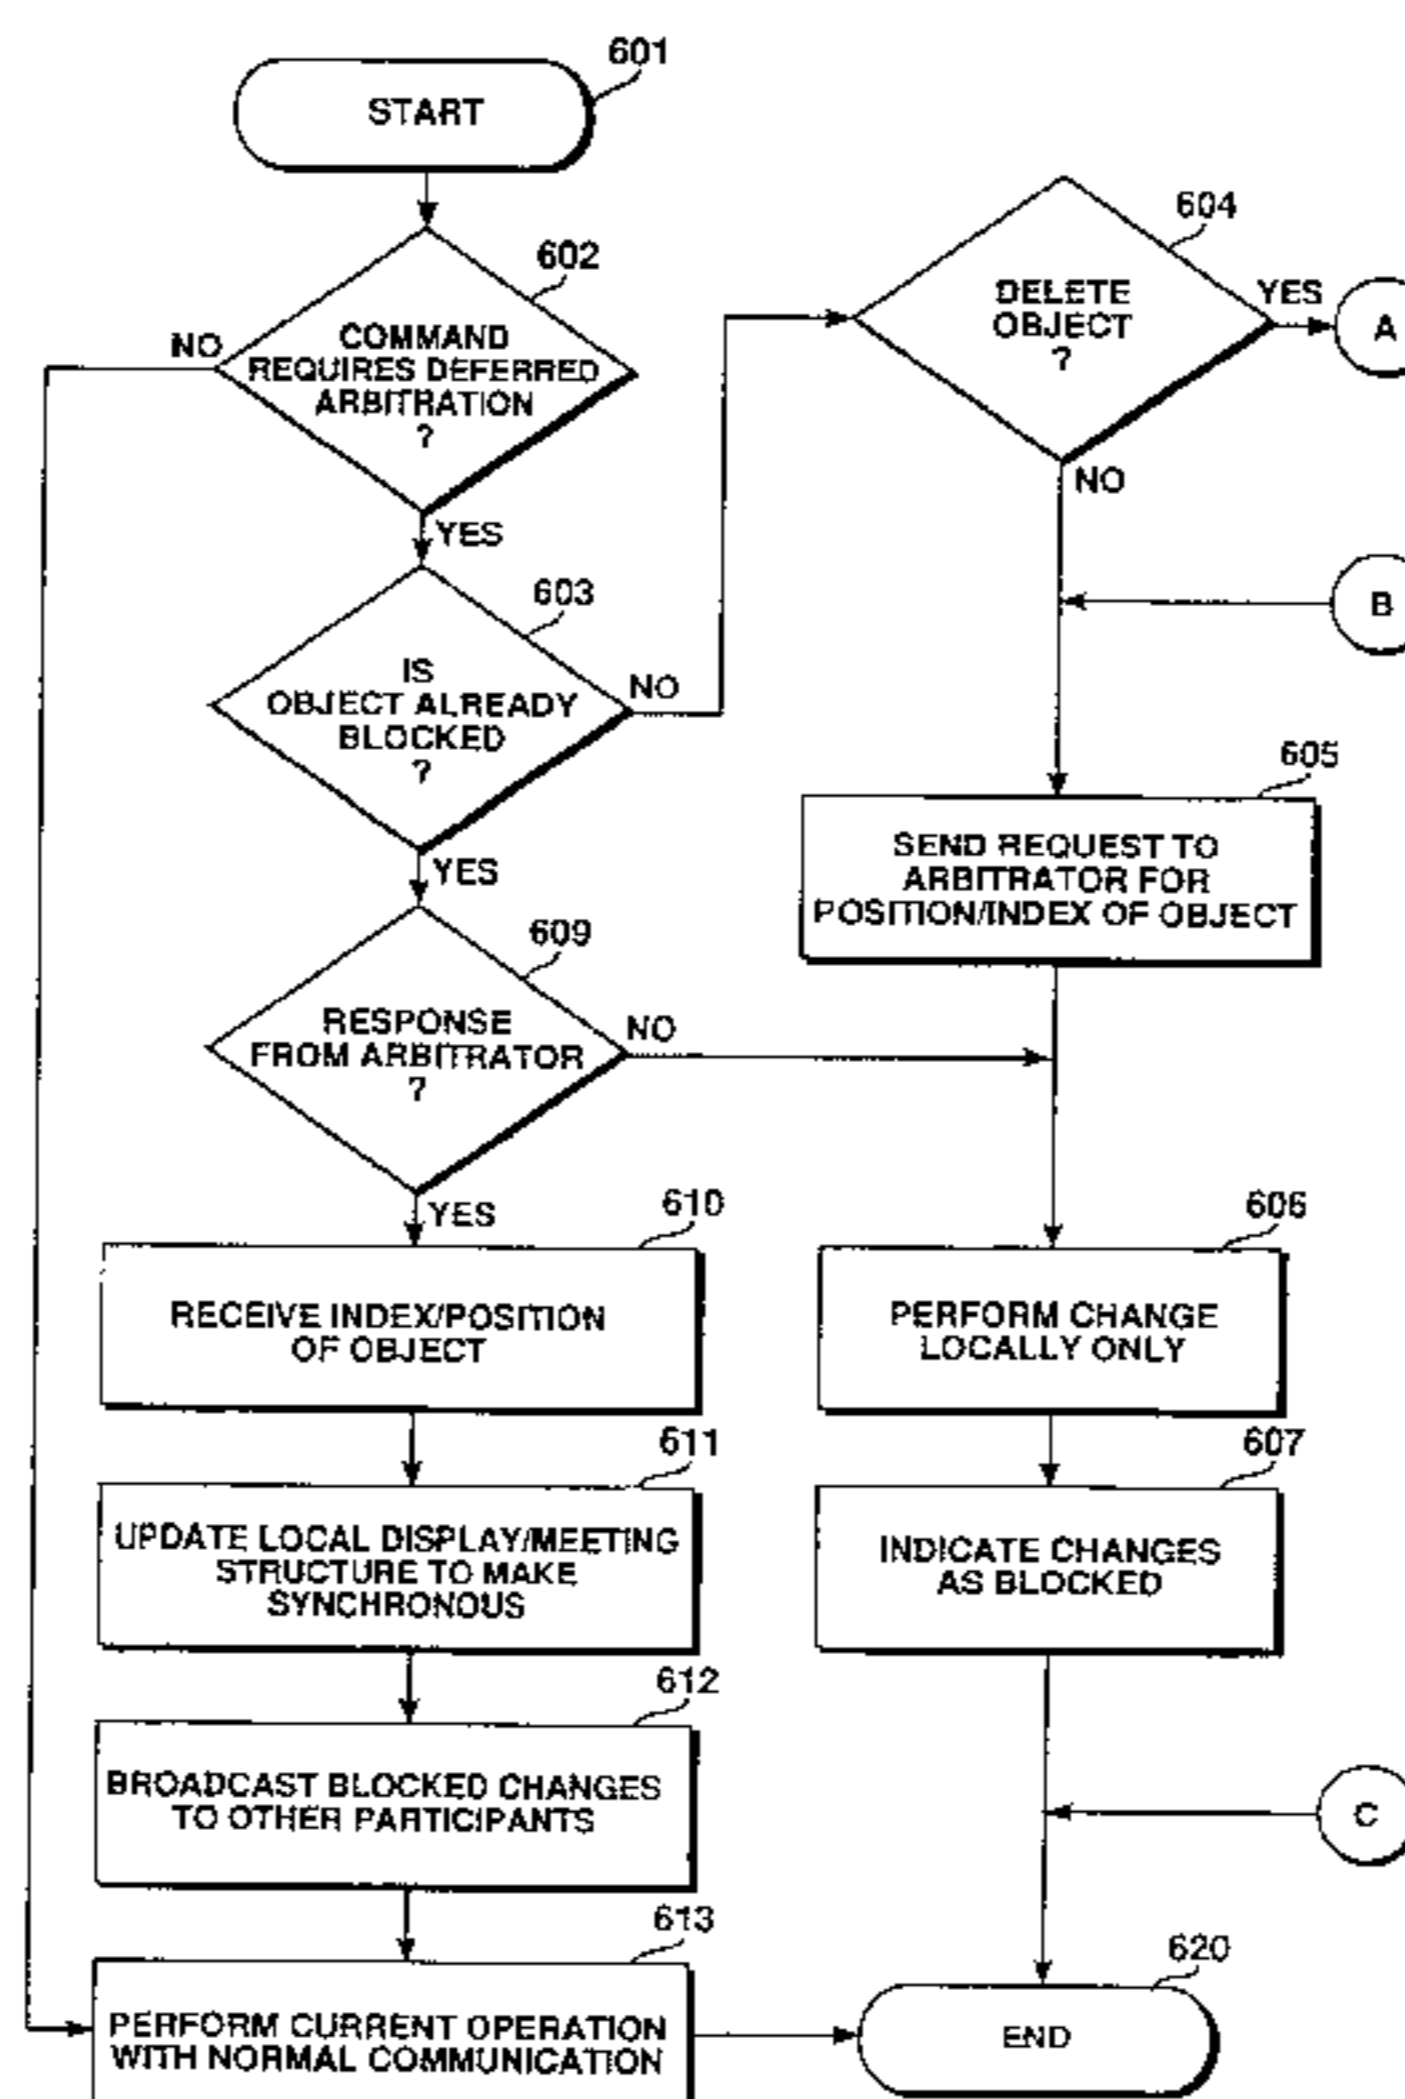 601
START
602
NO
COMMAND
REQUIRES DEFERRED
ARBITRATION
?
YES
603
IS
OBJECT ALREADY
BLOCKED
?
NO
YES
604
DELETE
OBJECT
?
YES
A
NO
B
605
SEND REQUEST TO
ARBITRATOR FOR
POSITION/INDEX OF OBJECT
609
RESPONSE
FROM ARBITRATOR
?
NO
YES
610
RECEIVE INDEX/POSITION
OF OBJECT
606
PERFORM CHANGE
LOCALLY ONLY
611
UPDATE LOCAL DISPLAY/MEETING
STRUCTURE TO MAKE
SYNCHRONOUS
607
INDICATE CHANGES
AS BLOCKED
612
BROADCAST BLOCKED CHANGES
TO OTHER PARTICIPANTS
C
613
PERFORM CURRENT OPERATION
WITH NORMAL COMMUNICATION
620
END